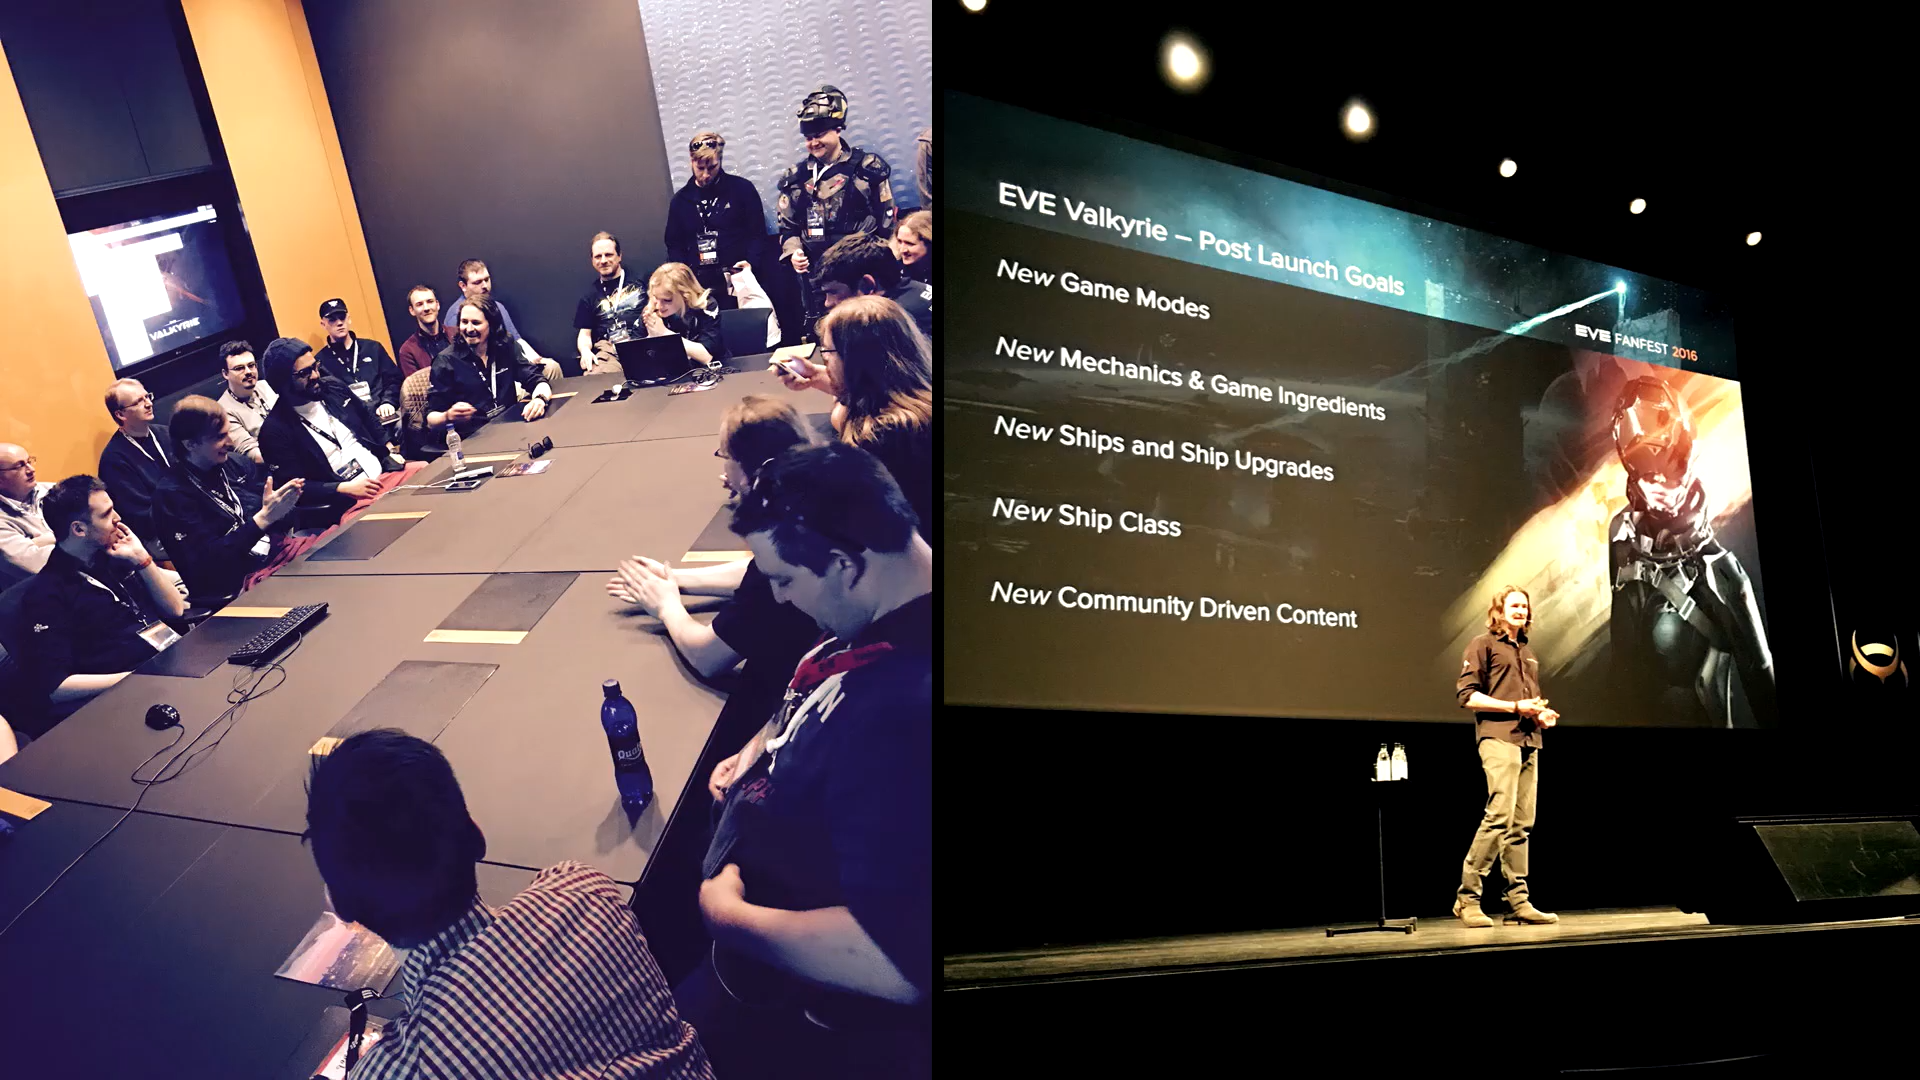 VALKYRIE
EVE Valkyrie – Post Launch Goals
New Game Modes
New Mechanics & Game Ingredients
New Ships and Ship Upgrades
New Ship Class
New Community Driven Content
EVE FANFEST 2016